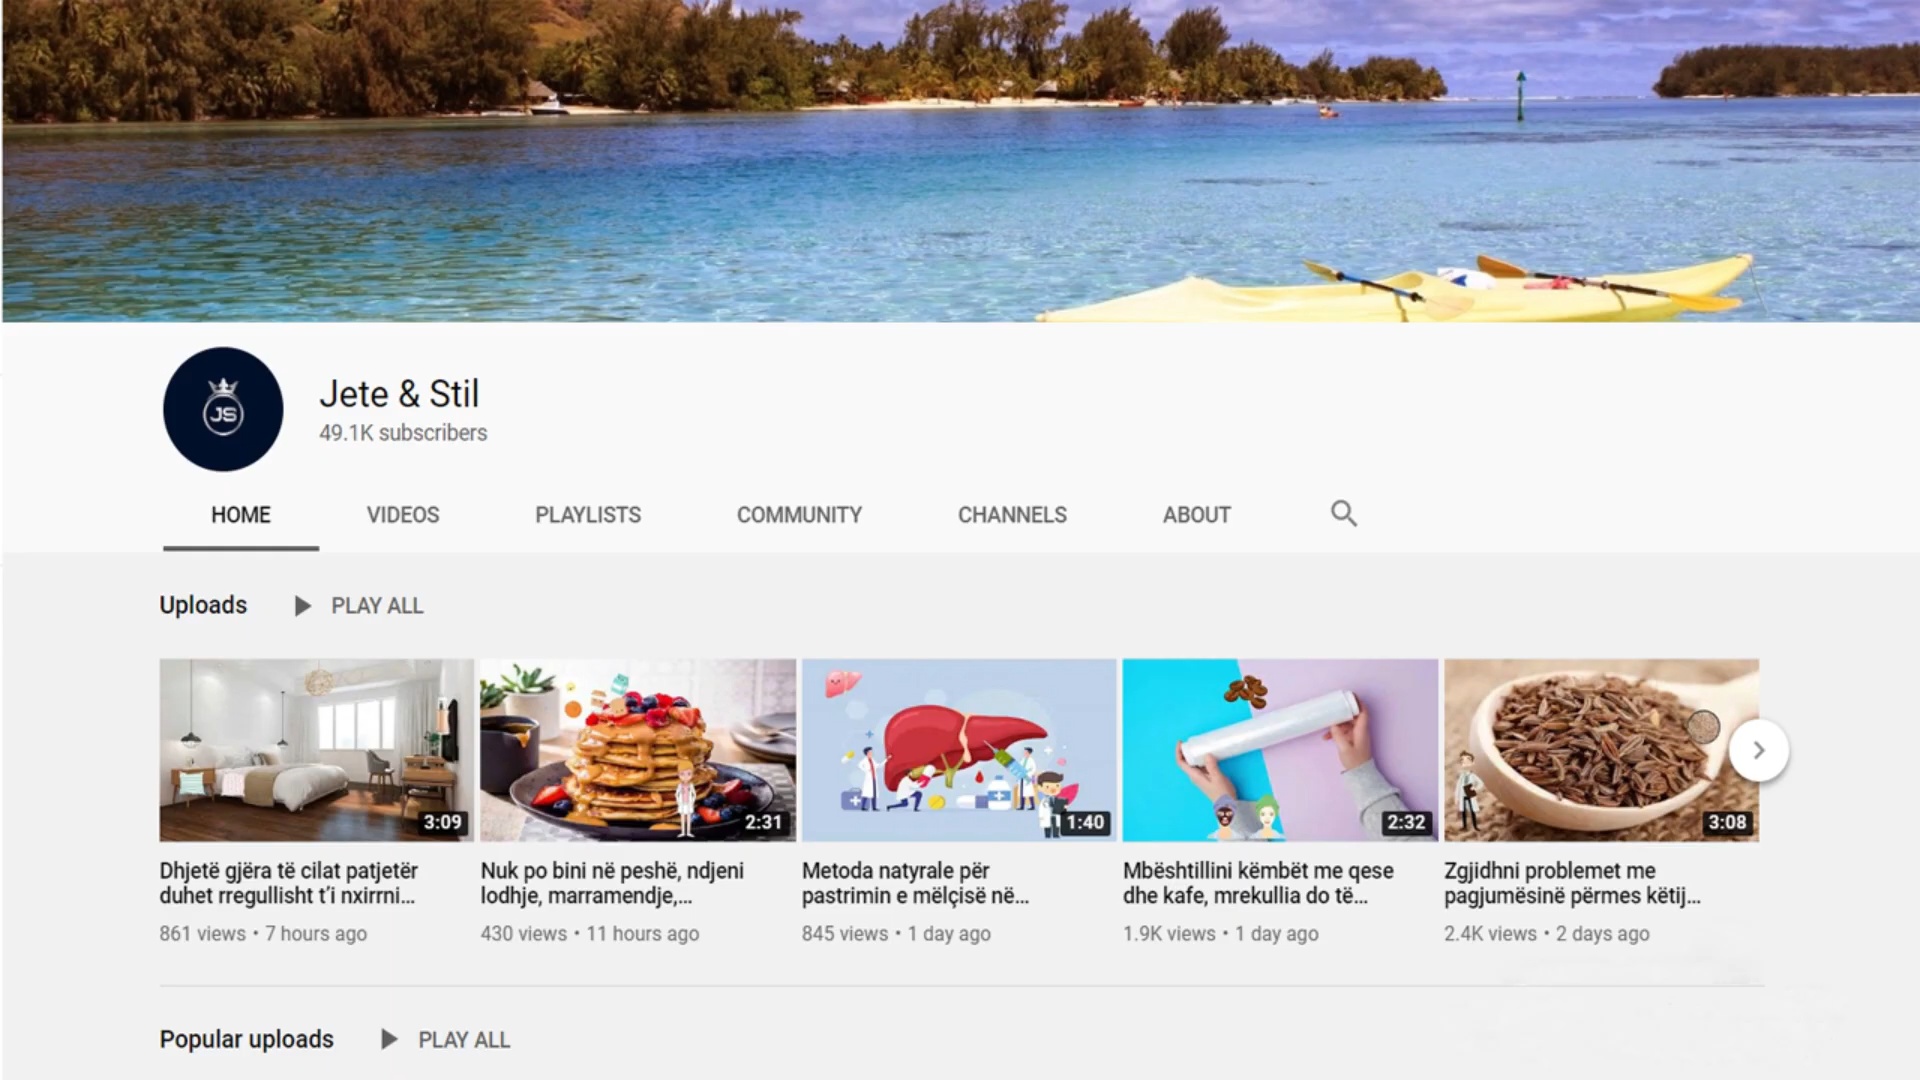 JS
Jete & Stil
49.1K subscribers
HOME VIDEOS PLAYLISTS COMMUNITY CHANNELS ABOUT
Uploads PLAY ALL
3:09 2:31 1:40 2:32 3:08
Dhjetë gjëra të cilat patjetër
duhet rregullisht t’i nxirrni...
861 views • 7 hours ago
Nuk po bini në peshë, ndjeni
lodhje, marramendje,...
430 views • 11 hours ago
Metoda natyrale për
pastrimin e mëlçisë në...
845 views • 1 day ago
Mbështillini këmbët me qese
dhe kafe, mrekullia do të...
1.9K views • 1 day ago
Zgjidhni problemet me
pagjumësinë përmes këtij...
2.4K views • 2 days ago
Popular uploads PLAY ALL